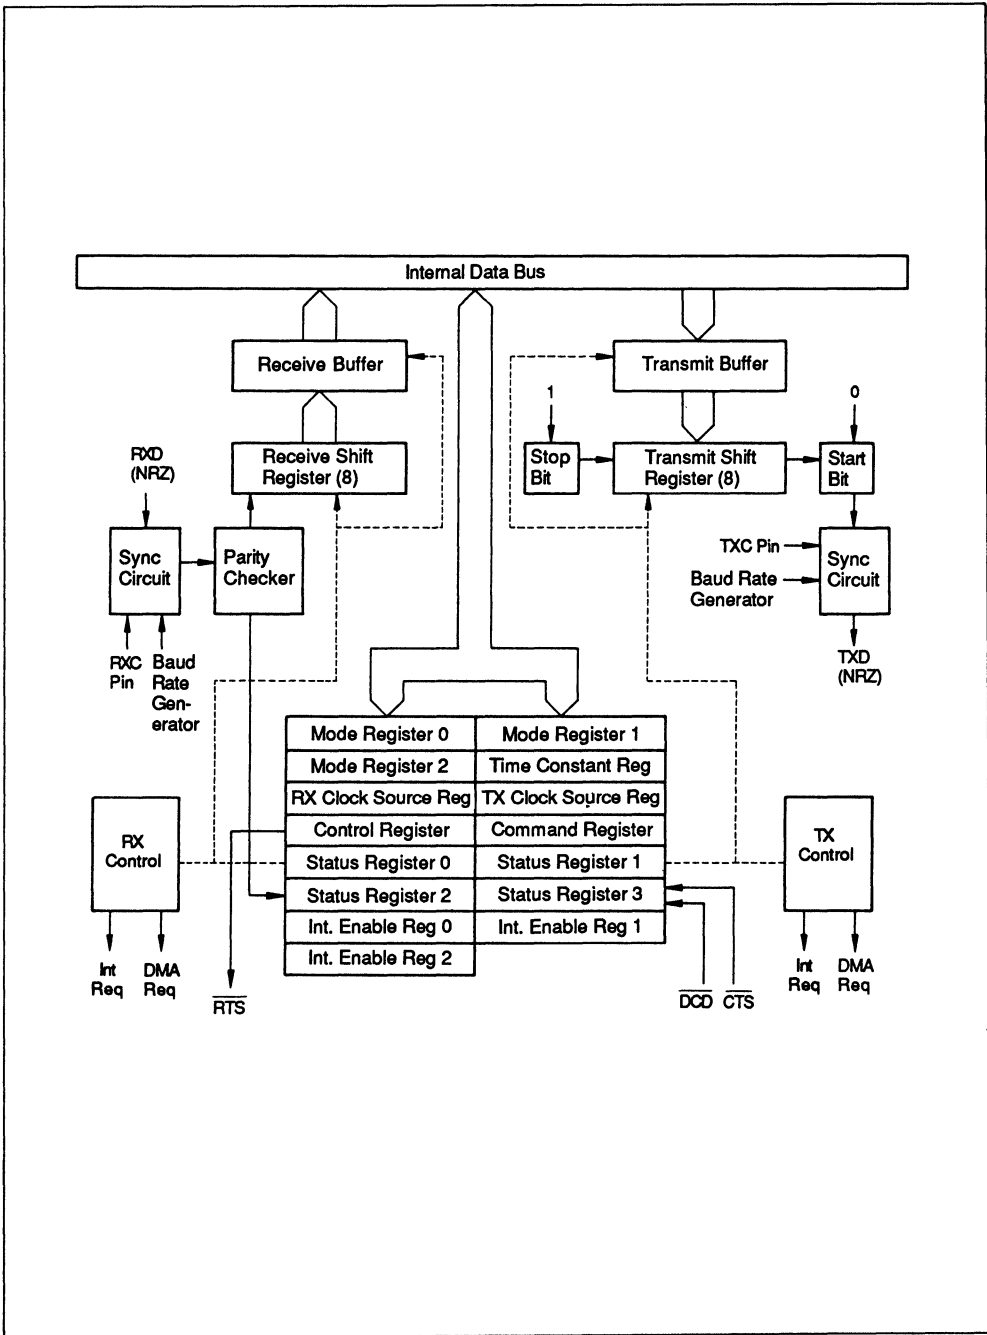 Internal Data Bus
Receive Buffer
Transmit Buffer
1
0
RXD
(NRZ)
Receive Shift
Register (8)
Stop
Bit
Transmit Shift
Register (8)
Start
Bit
Sync
Circuit
Parity
Checker
TXC Pin
Baud Rate
Generator
Sync
Circuit
RXC
Pin
Baud
Rate
Gen-
erator
TXD
(NRZ)
Mode Register 0
Mode Register 1
Mode Register 2
Time Constant Reg
RX Clock Source Reg
TX Clock Source Reg
Control Register
Command Register
Status Register 0
Status Register 1
Status Register 2
Status Register 3
Int. Enable Reg 0
Int. Enable Reg 1
Int. Enable Reg 2
RX
Control
TX
Control
Int
Req
DMA
Req
R̅T̅S̅
D̅C̅D̅
C̅T̅S̅
Int
Req
DMA
Req